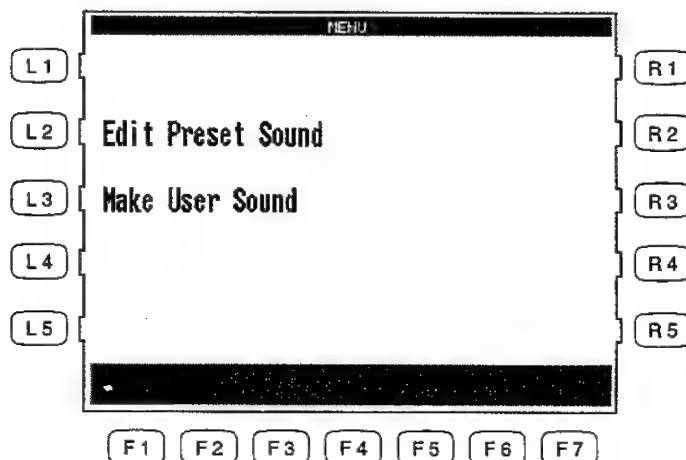 MENU
L1 R1
L2 Edit Preset Sound R2
L3 Make User Sound R3
L4 R4
L5 R5
F1 F2 F3 F4 F5 F6 F7